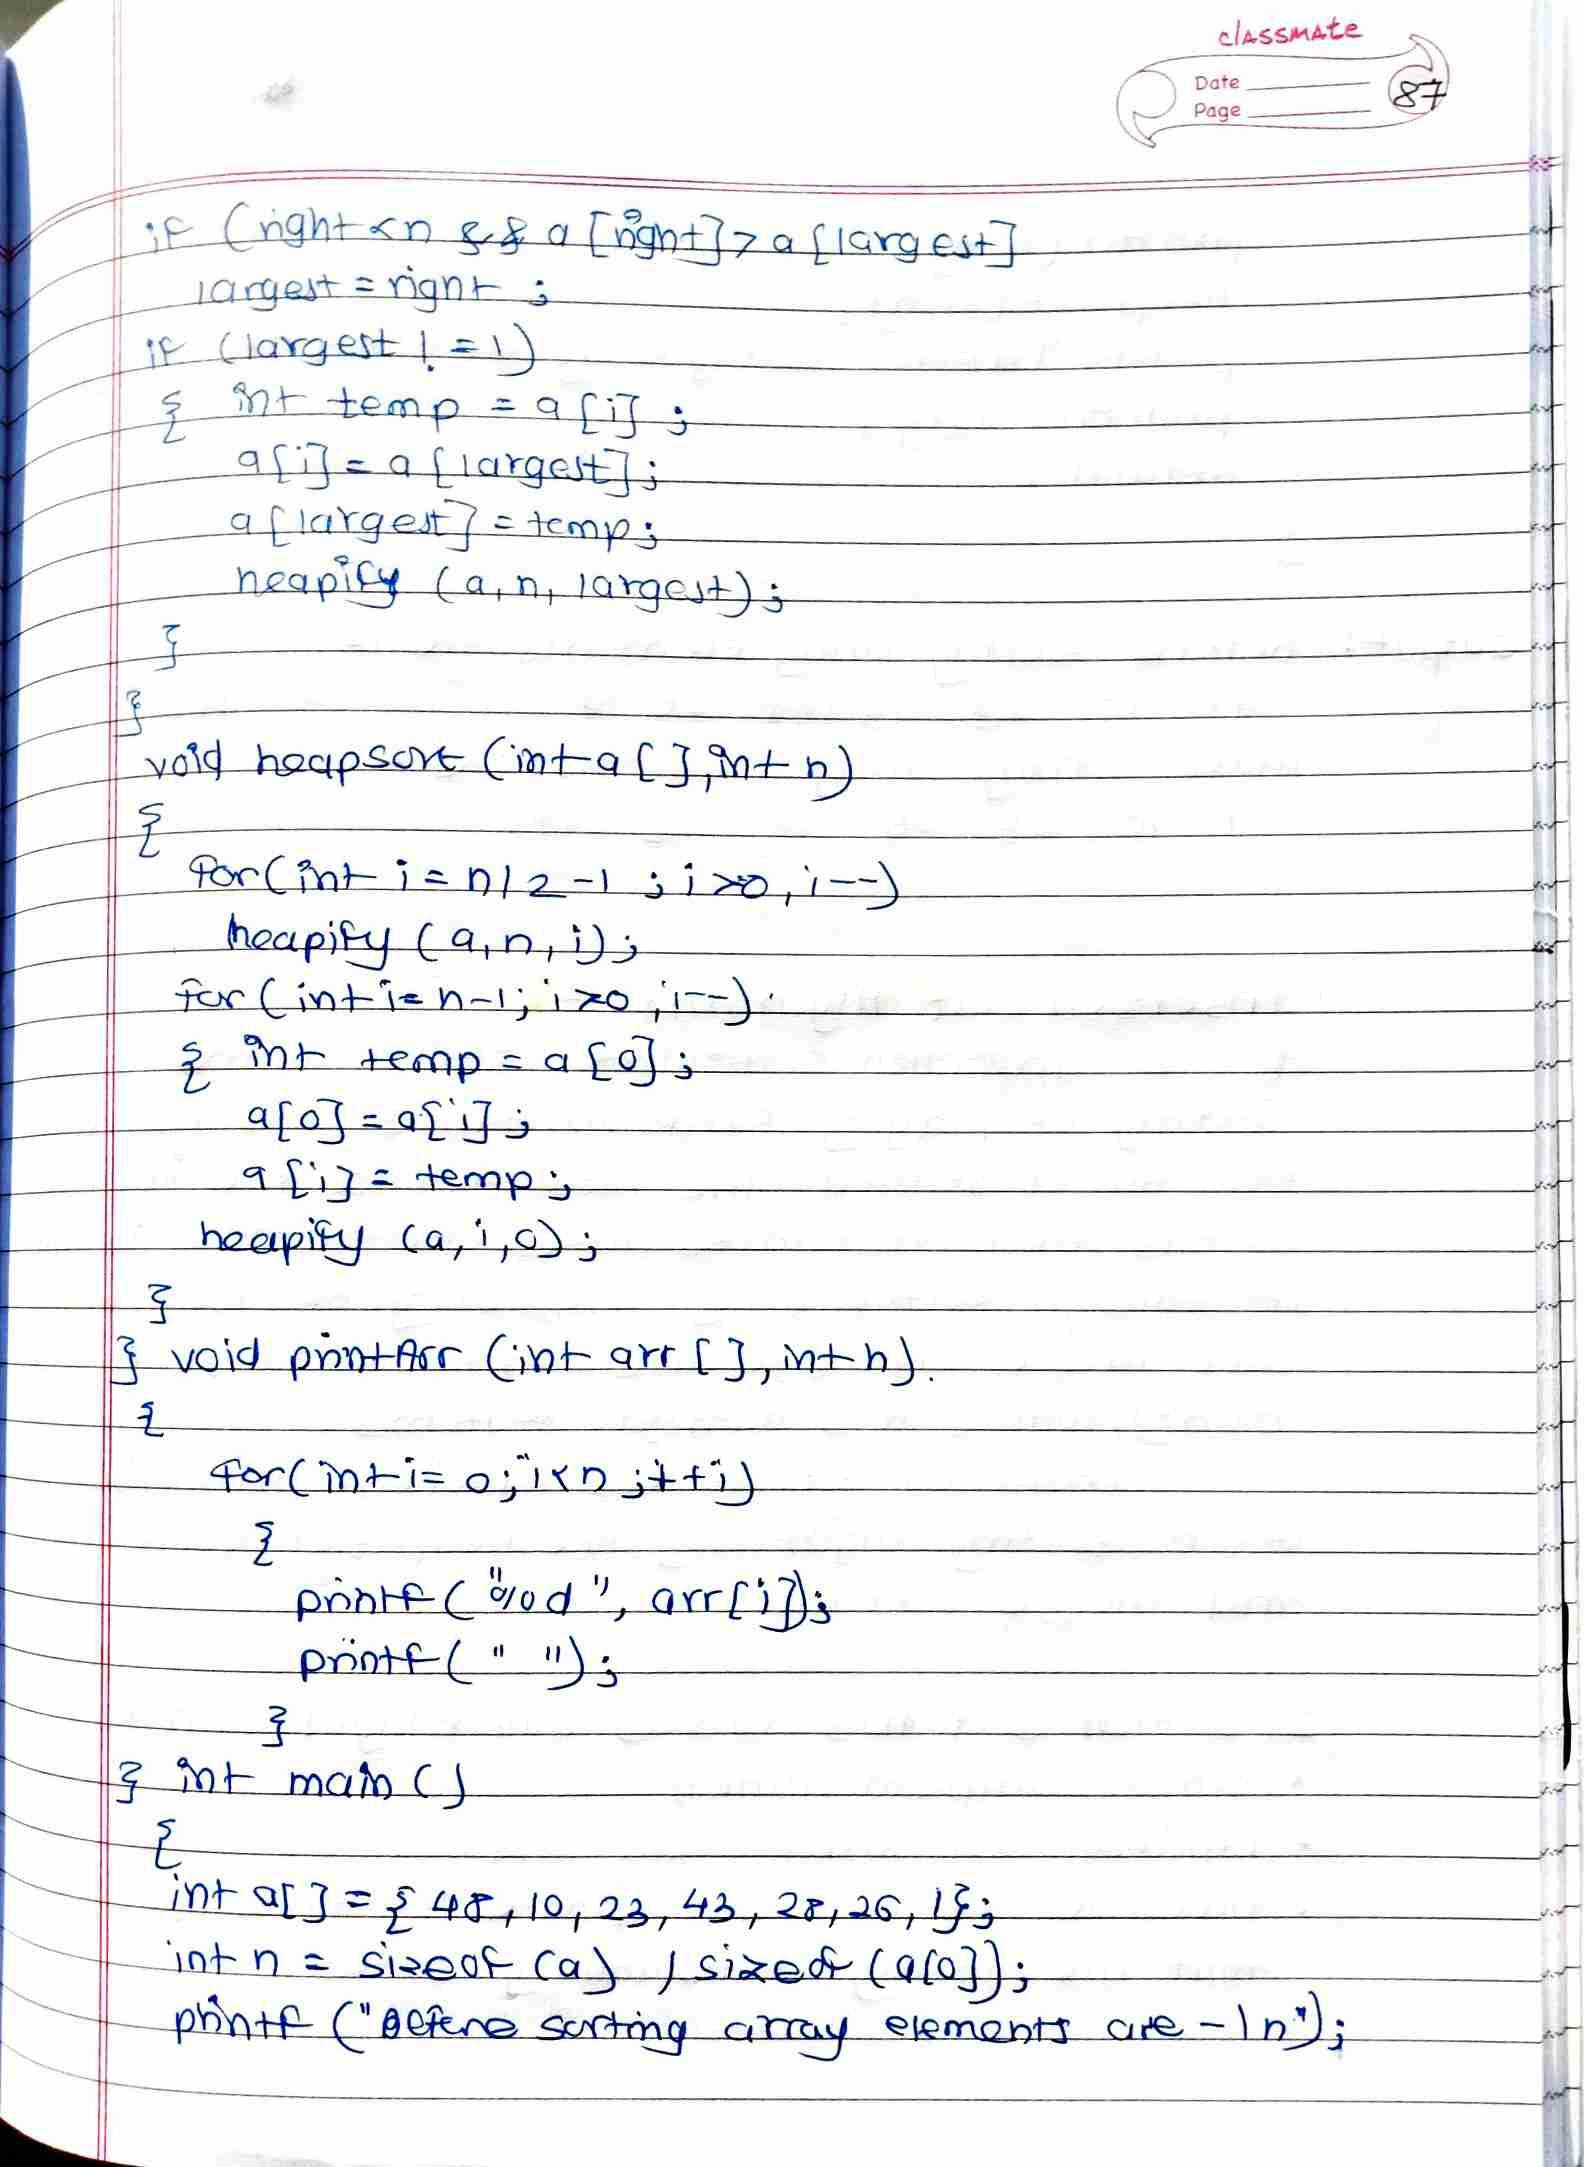 classmate
Date
Page
87
if (right <n && a [right] > a [largest]
largest = right ;
if (largest ! = 1)
{ int temp = a [i] ;
a[i] = a [largest];
a [largest] = temp;
heapify (a, n, largest);
}
}
void heapsort (int a [ ], int n)
{
for(int i = n/2 -1 ; i >=0, i--)
heapify (a, n, i);
for (int i= n-1; i >=0 , i--)
{ int temp = a [0];
a[0] = a[i];
a [i] = temp;
heapify (a, i, 0);
}
} void printArr (int arr [ ], int n).
{
for(int i= 0; i<n ; ++i)
{
printf ( "%d ", arr[i]);
printf ( " ");
}
} int main ( )
{
int a[ ] = { 48, 10, 23, 43, 28, 26, 1};
int n = sizeof (a) / sizeof (a[0]);
printf ("Before sorting array elements are - \n");